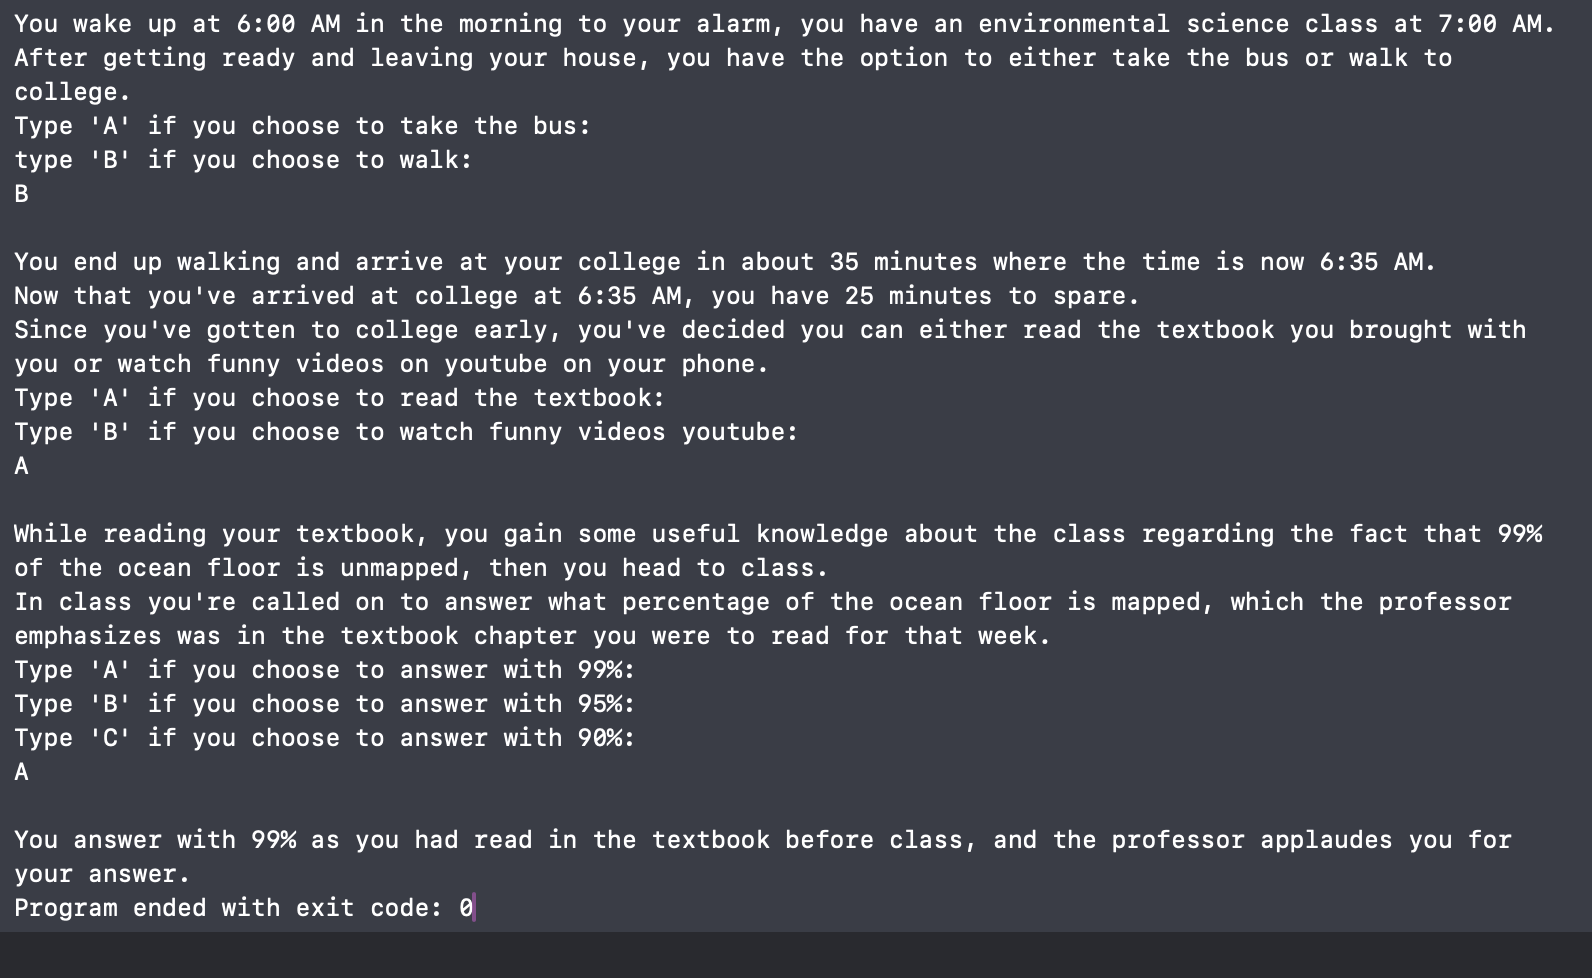 You wake up at 6:00 AM in the morning to your alarm, you have an environmental science class at 7:00 AM.
After getting ready and leaving your house, you have the option to either take the bus or walk to
college.
Type 'A' if you choose to take the bus:
type 'B' if you choose to walk:
B
You end up walking and arrive at your college in about 35 minutes where the time is now 6:35 AM.
Now that you've arrived at college at 6:35 AM, you have 25 minutes to spare.
Since you've gotten to college early, you've decided you can either read the textbook you brought with
you or watch funny videos on youtube on your phone.
Type 'A' if you choose to read the textbook:
Type 'B' if you choose to watch funny videos youtube:
A
While reading your textbook, you gain some useful knowledge about the class regarding the fact that 99%
of the ocean floor is unmapped, then you head to class.
In class you're called on to answer what percentage of the ocean floor is mapped, which the professor
emphasizes was in the textbook chapter you were to read for that week.
Type 'A' if you choose to answer with 99%:
Type 'B' if you choose to answer with 95%:
Type 'C' if you choose to answer with 90%:
A
You answer with 99% as you had read in the textbook before class, and the professor applaudes you for
your answer.
Program ended with exit code: 0